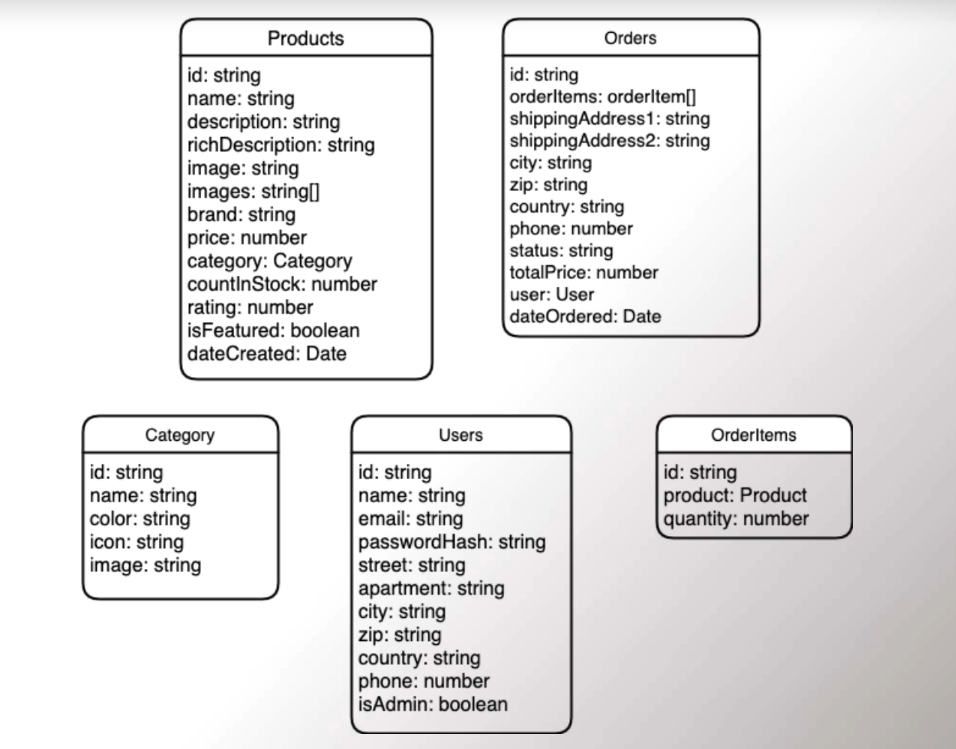 Products
id: string
name: string
description: string
richDescription: string
image: string
images: string[]
brand: string
price: number
category: Category
countInStock: number
rating: number
isFeatured: boolean
dateCreated: Date
Orders
id: string
orderItems: orderItem[]
shippingAddress1: string
shippingAddress2: string
city: string
zip: string
country: string
phone: number
status: string
totalPrice: number
user: User
dateOrdered: Date
Category
id: string
name: string
color: string
icon: string
image: string
Users
id: string
name: string
email: string
passwordHash: string
street: string
apartment: string
city: string
zip: string
country: string
phone: number
isAdmin: boolean
OrderItems
id: string
product: Product
quantity: number